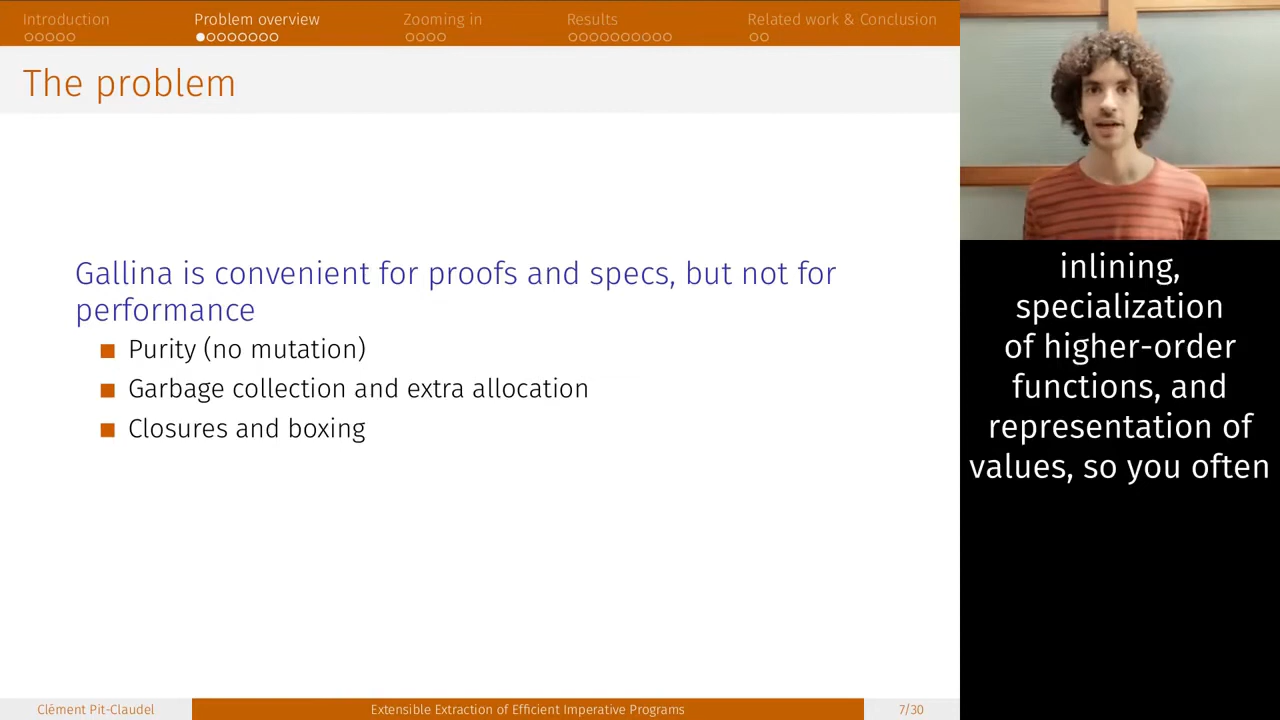 Introduction
Problem overview
Zooming in
Results
Related work & Conclusion
The problem
Gallina is convenient for proofs and specs, but not for
performance
Purity (no mutation)
Garbage collection and extra allocation
Closures and boxing
inlining,
specialization
of higher-order
functions, and
representation of
values, so you often
Clément Pit-Claudel
Extensible Extraction of Efficient Imperative Programs
7/30